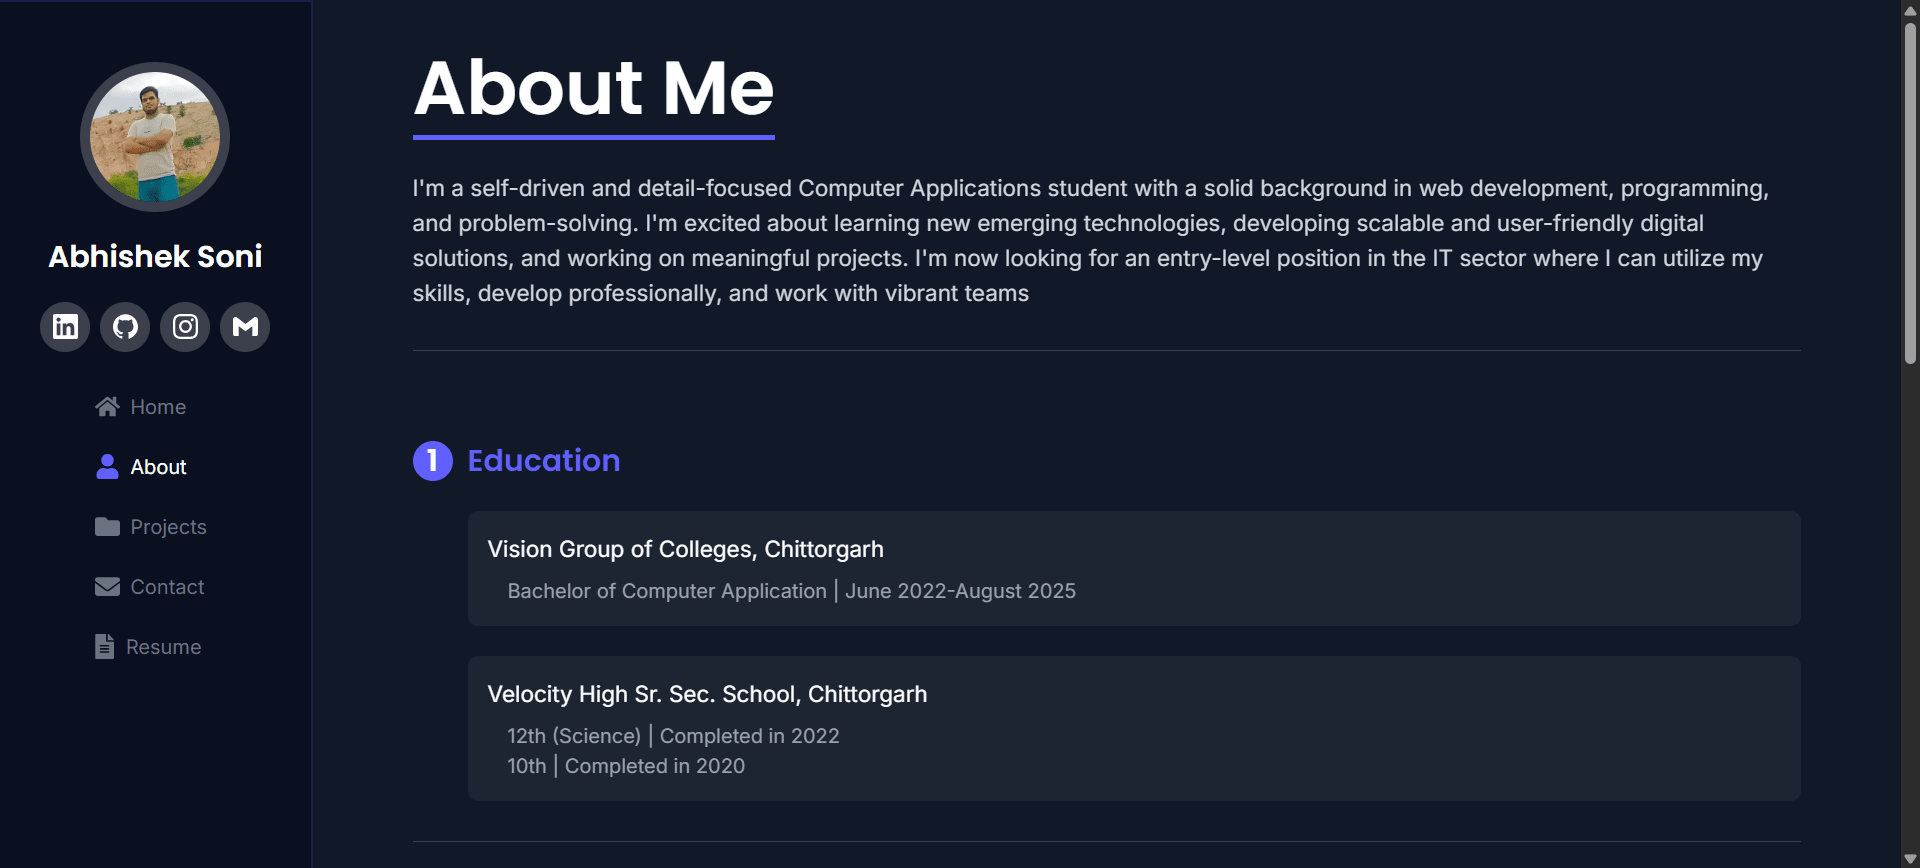 Abhishek Soni
Home
About
Projects
Contact
Resume
About Me
I'm a self-driven and detail-focused Computer Applications student with a solid background in web development, programming,
and problem-solving. I'm excited about learning new emerging technologies, developing scalable and user-friendly digital
solutions, and working on meaningful projects. I'm now looking for an entry-level position in the IT sector where I can utilize my
skills, develop professionally, and work with vibrant teams
1 Education
Vision Group of Colleges, Chittorgarh
Bachelor of Computer Application | June 2022-August 2025
Velocity High Sr. Sec. School, Chittorgarh
12th (Science) | Completed in 2022
10th | Completed in 2020